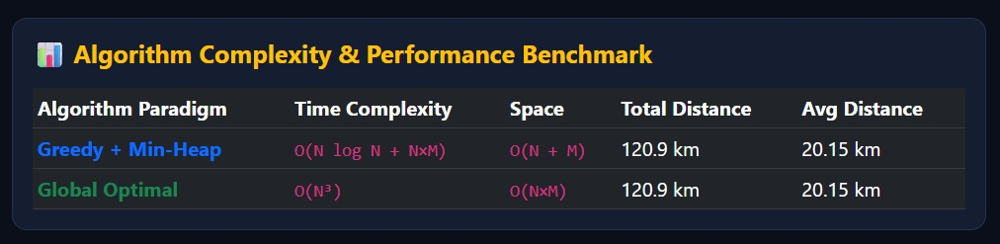 📊 Algorithm Complexity & Performance Benchmark
Algorithm Paradigm Time Complexity Space Total Distance Avg Distance
Greedy + Min-Heap O(N log N + N×M) O(N + M) 120.9 km 20.15 km
Global Optimal O(N³) O(N×M) 120.9 km 20.15 km